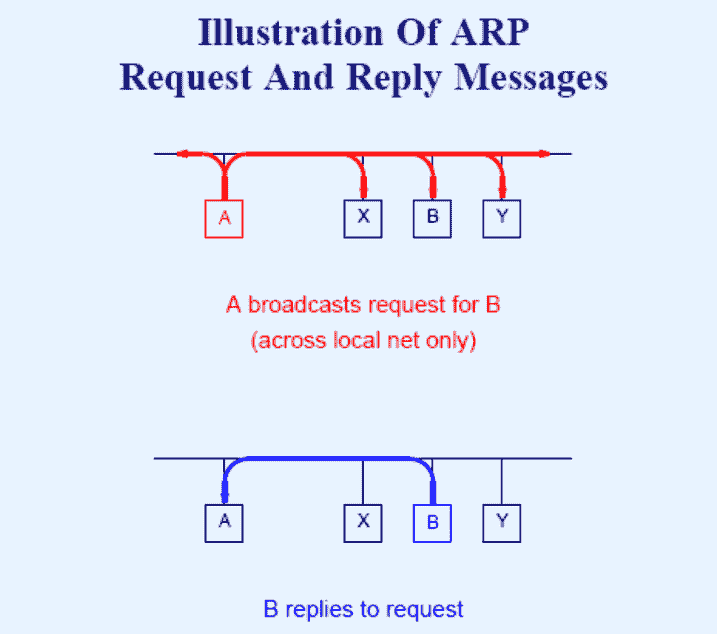 Illustration Of ARP
Request And Reply Messages
A X B Y
A broadcasts request for B
(across local net only)
A X B Y
B replies to request